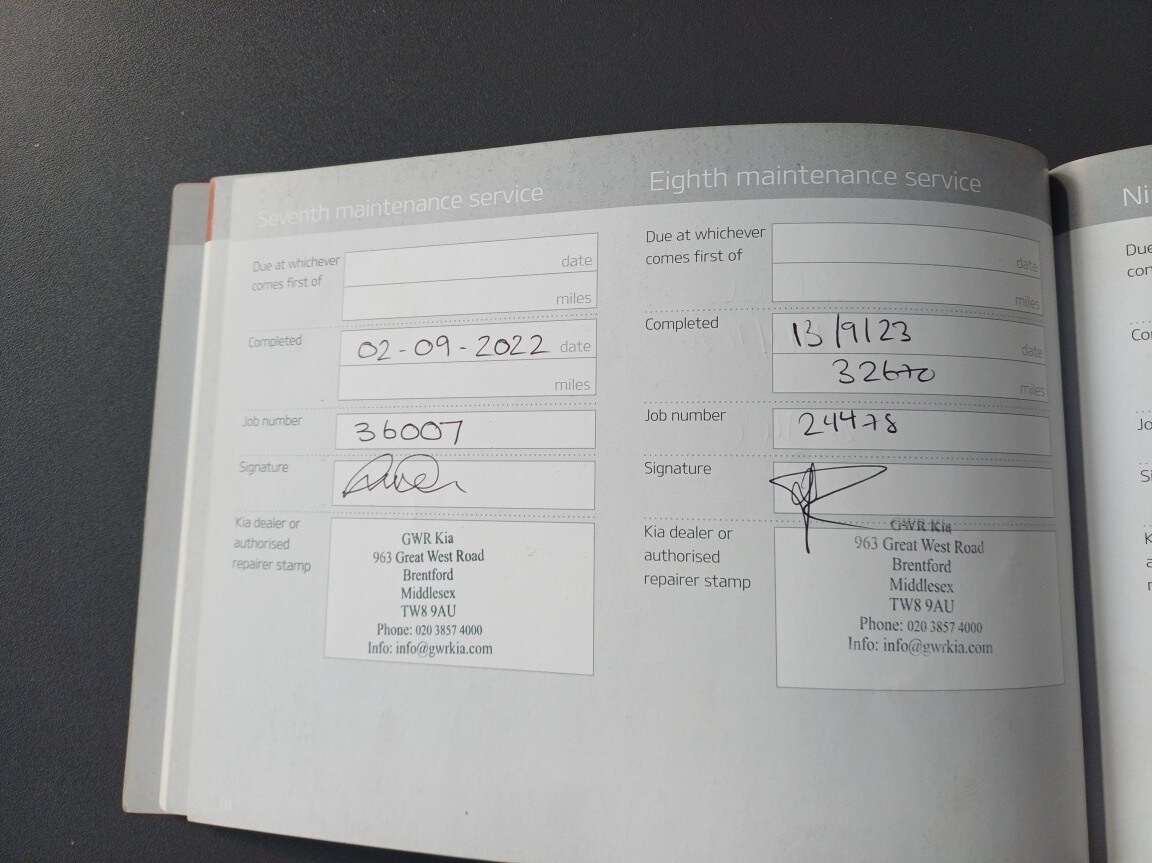 Seventh maintenance service
Due at whichever
comes first of
date
miles
Completed
02-09-2022 date
miles
Job number
36007
Signature
Kia dealer or
authorised
repairer stamp
GWR Kia
963 Great West Road
Brentford
Middlesex
TW8 9AU
Phone: 020 3857 4000
Info: info@gwrkia.com
Eighth maintenance service
Due at whichever
comes first of
date
miles
Completed
13/9/23 date
32670 miles
Job number
24478
Signature
Kia dealer or
authorised
repairer stamp
GWR Kia
963 Great West Road
Brentford
Middlesex
TW8 9AU
Phone: 020 3857 4000
Info: info@gwrkia.com
Ni
Due